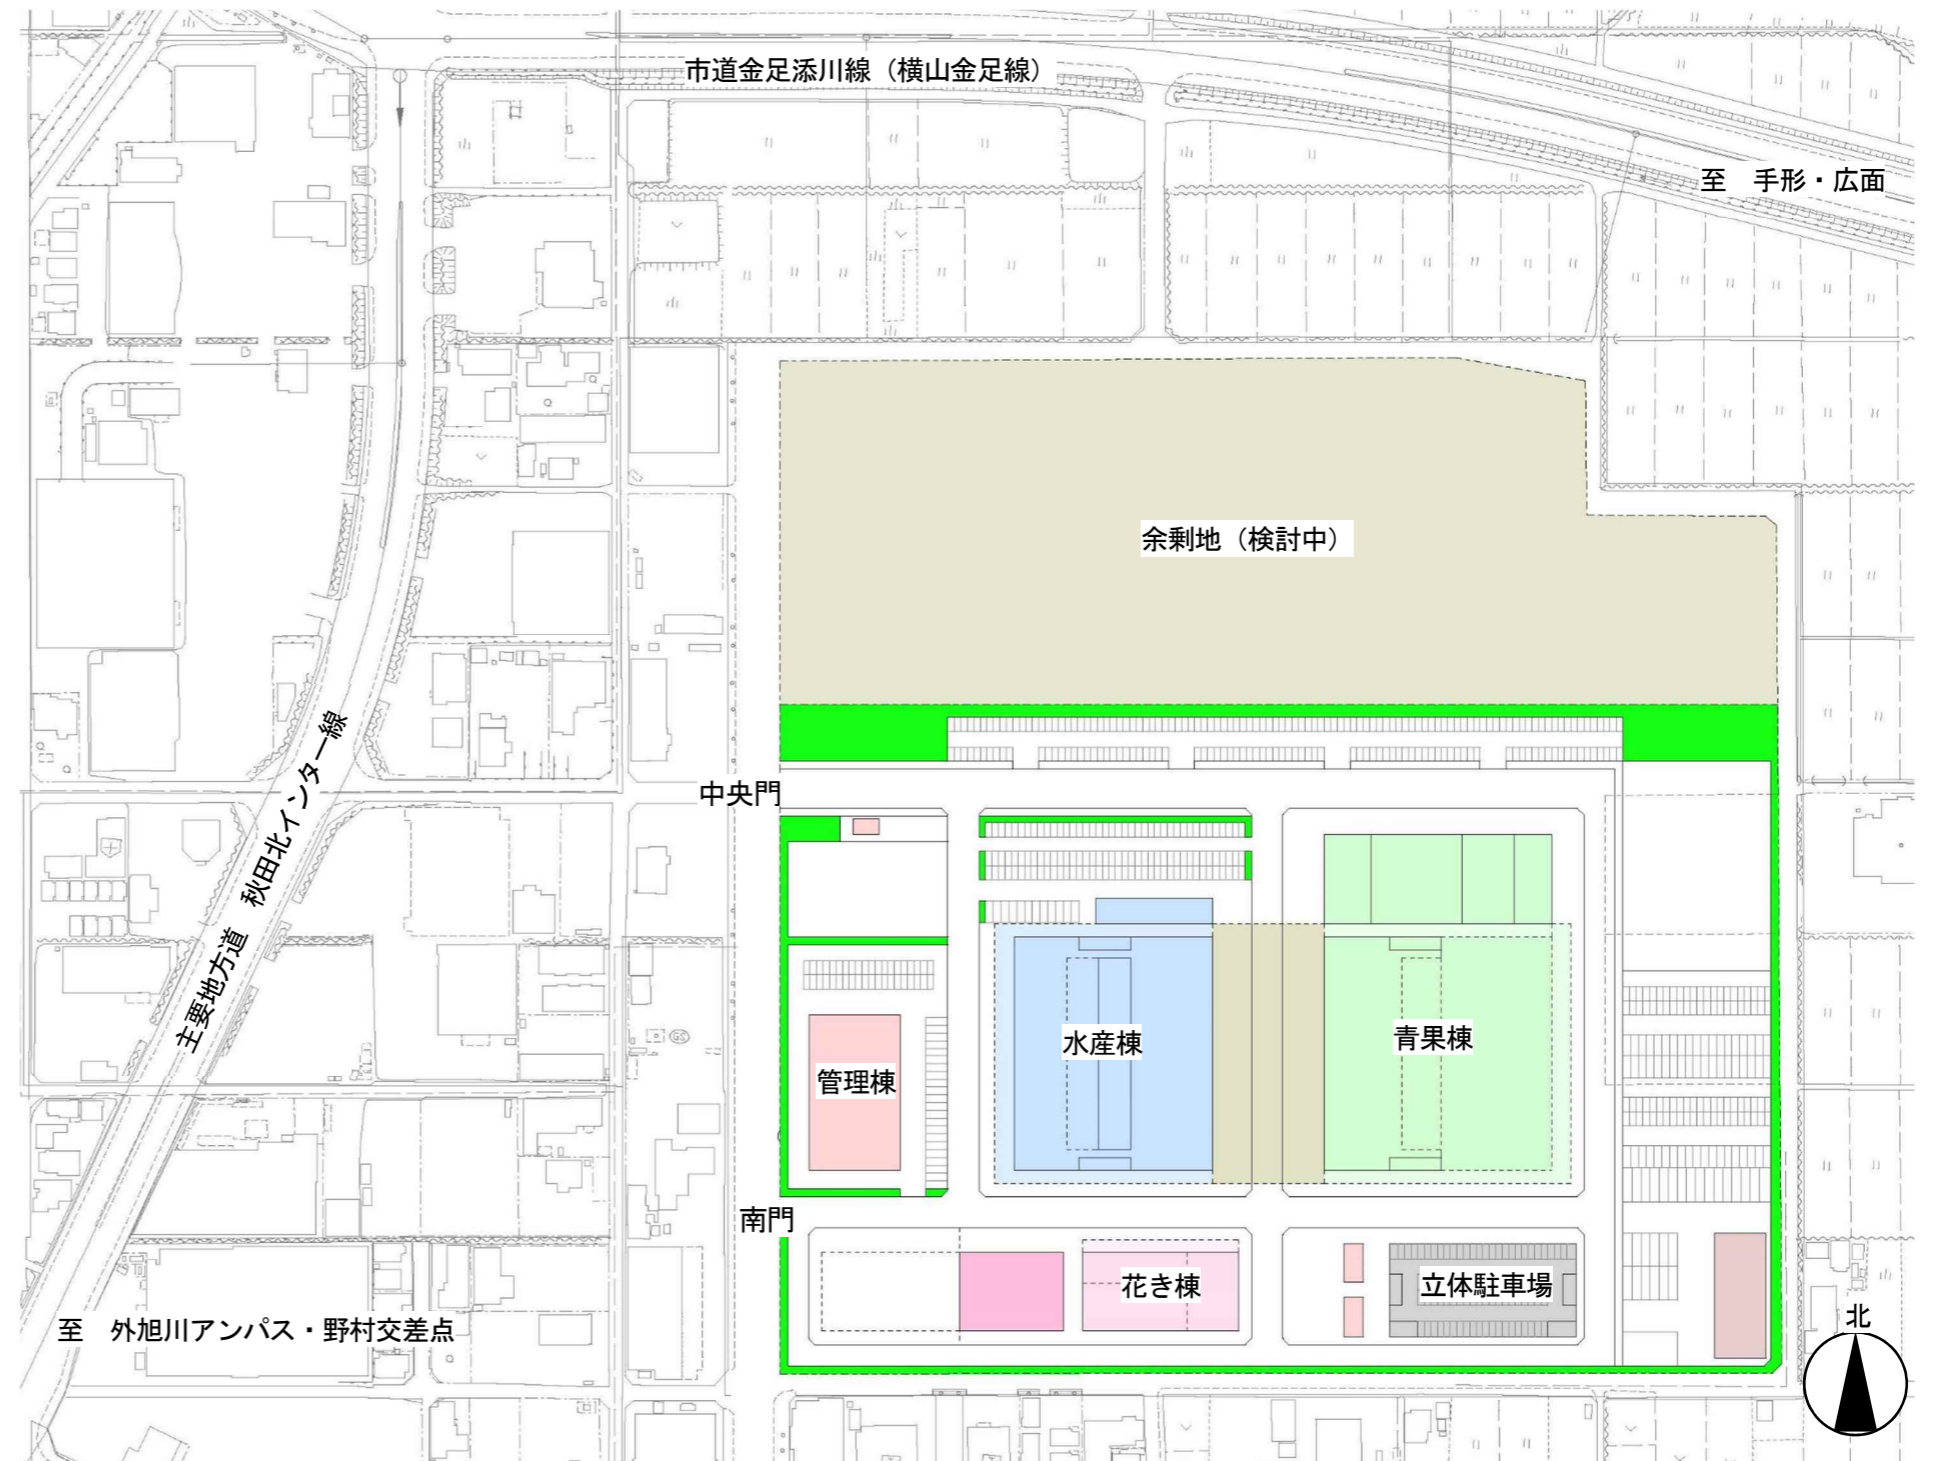 市道金足添川線（横山金足線）
至　手形・広面
余剰地（検討中）
主要地方道　秋田北インター線
中央門
水産棟
青果棟
管理棟
南門
花き棟
立体駐車場
至　外旭川アンパス・野村交差点
北